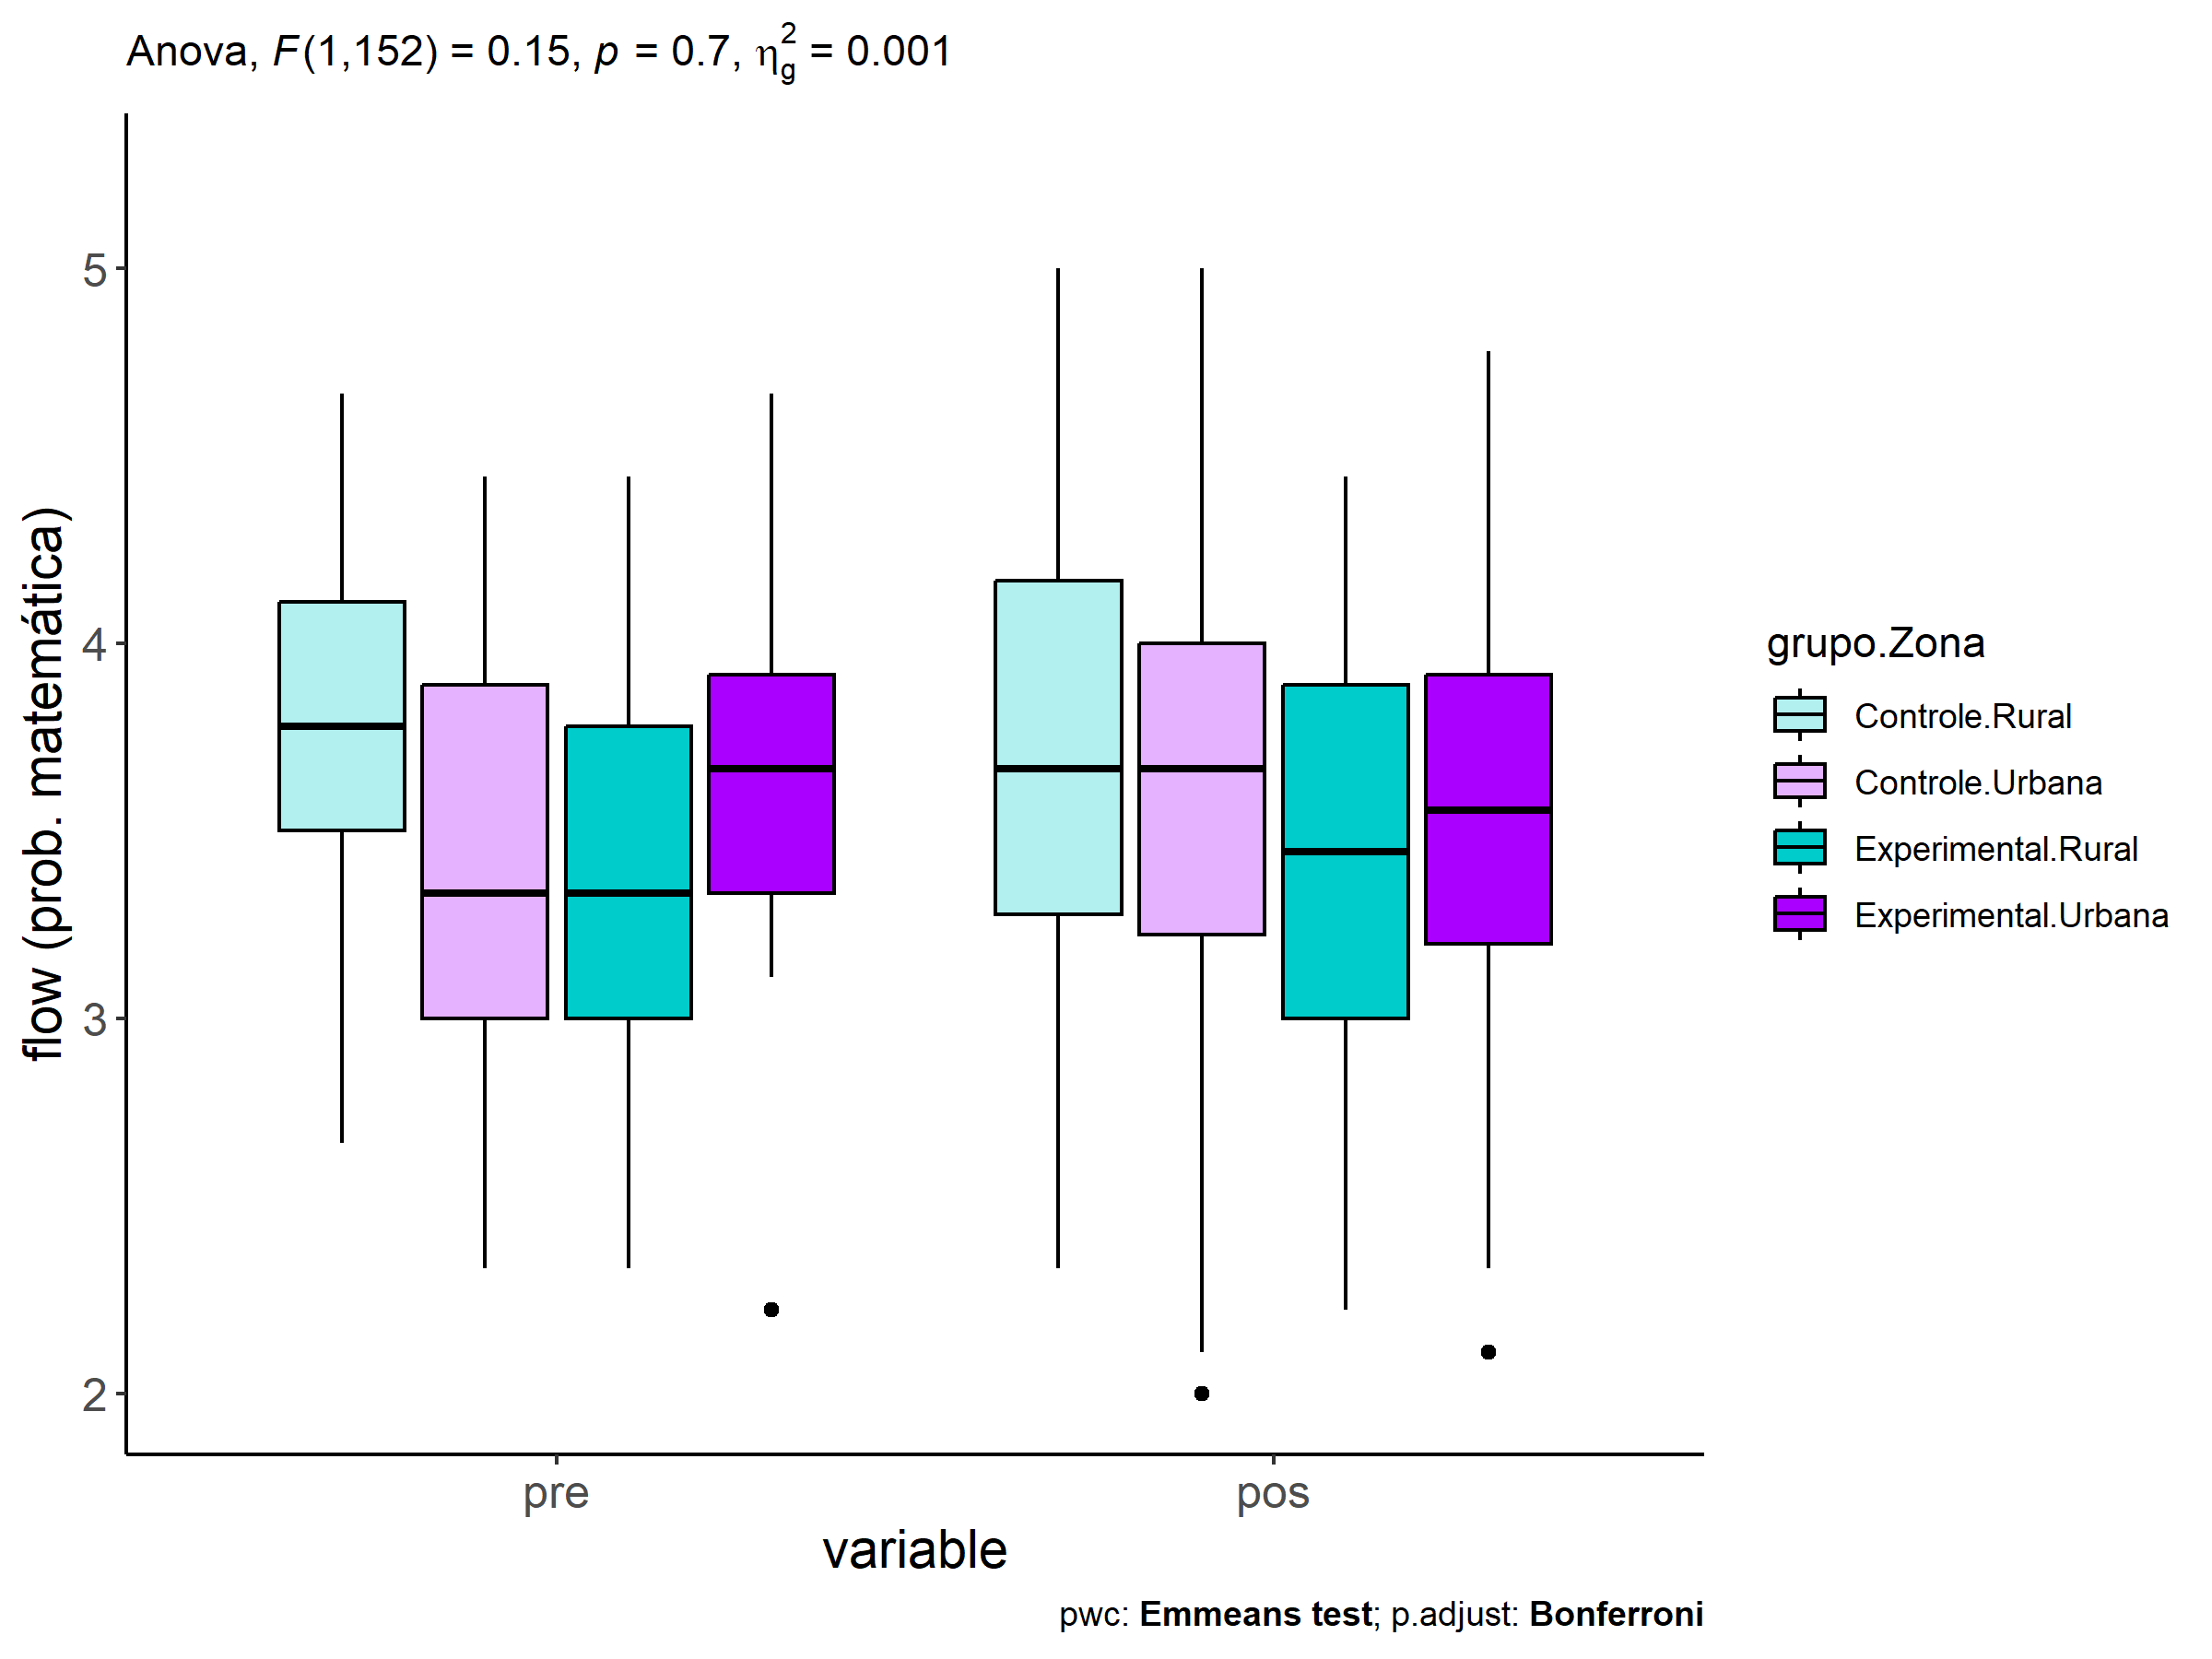 Anova, F(1,152) = 0.15, p = 0.7, η²g = 0.001
flow (prob. matemática)
5
4
3
2
pre
pos
variable
grupo.Zona
Controle.Rural
Controle.Urbana
Experimental.Rural
Experimental.Urbana
pwc: Emmeans test; p.adjust: Bonferroni